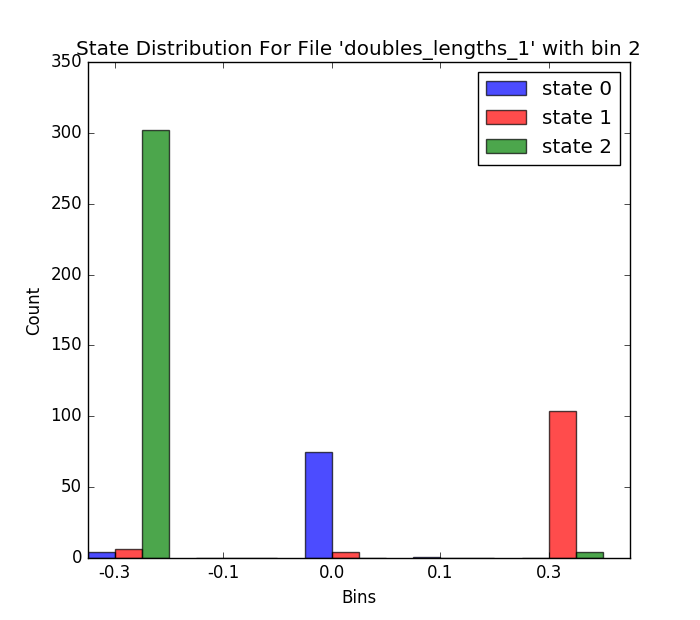 State Distribution For File 'doubles_lengths_1' with bin 2
350
300
250
200
150
100
50
0
Count
state 0
state 1
state 2
-0.3 -0.1 0.0 0.1 0.3
Bins